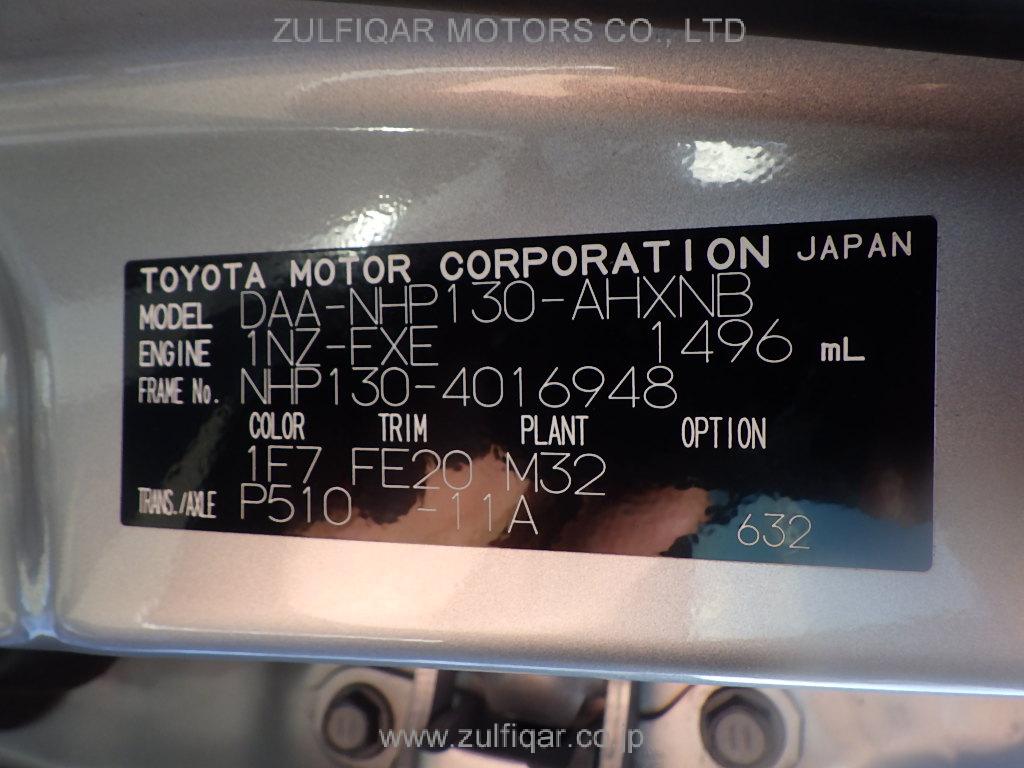 ZULFIQAR MOTORS CO., LTD
TOYOTA MOTOR CORPORATION JAPAN
MODEL DAA-NHP130-AHXNB
ENGINE 1NZ-FXE 1496 mL
FRAME No. NHP130-4016948
COLOR TRIM PLANT OPTION
1F7 FE20 M32
TRANS./AXLE P510 -11A 632
www.zulfiqar.co.jp